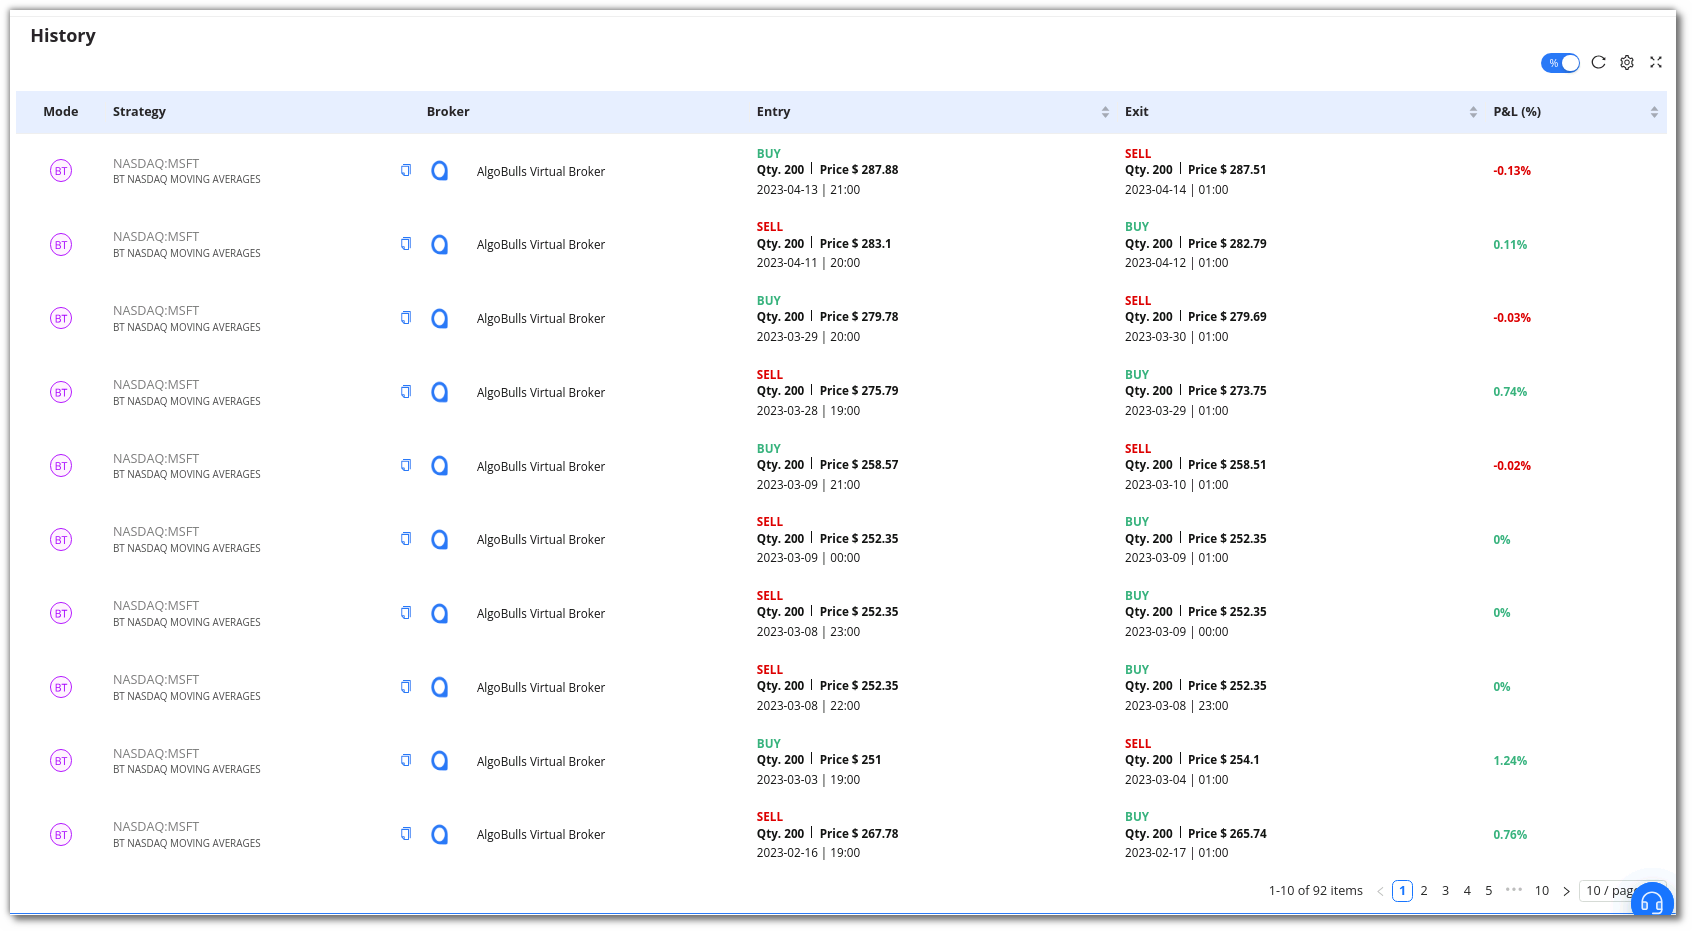 History
%
Mode Strategy Broker Entry Exit P&L (%)
BT NASDAQ:MSFT BT NASDAQ MOVING AVERAGES AlgoBulls Virtual Broker
BUY SELL
Qty. 200 | Price $ 287.88 Qty. 200 | Price $ 287.51 -0.13%
2023-04-13 | 21:00 2023-04-14 | 01:00
BT NASDAQ:MSFT BT NASDAQ MOVING AVERAGES AlgoBulls Virtual Broker
SELL BUY
Qty. 200 | Price $ 283.1 Qty. 200 | Price $ 282.79 0.11%
2023-04-11 | 20:00 2023-04-12 | 01:00
BT NASDAQ:MSFT BT NASDAQ MOVING AVERAGES AlgoBulls Virtual Broker
BUY SELL
Qty. 200 | Price $ 279.78 Qty. 200 | Price $ 279.69 -0.03%
2023-03-29 | 20:00 2023-03-30 | 01:00
BT NASDAQ:MSFT BT NASDAQ MOVING AVERAGES AlgoBulls Virtual Broker
SELL BUY
Qty. 200 | Price $ 275.79 Qty. 200 | Price $ 273.75 0.74%
2023-03-28 | 19:00 2023-03-29 | 01:00
BT NASDAQ:MSFT BT NASDAQ MOVING AVERAGES AlgoBulls Virtual Broker
BUY SELL
Qty. 200 | Price $ 258.57 Qty. 200 | Price $ 258.51 -0.02%
2023-03-09 | 21:00 2023-03-10 | 01:00
BT NASDAQ:MSFT BT NASDAQ MOVING AVERAGES AlgoBulls Virtual Broker
SELL BUY
Qty. 200 | Price $ 252.35 Qty. 200 | Price $ 252.35 0%
2023-03-09 | 00:00 2023-03-09 | 01:00
BT NASDAQ:MSFT BT NASDAQ MOVING AVERAGES AlgoBulls Virtual Broker
SELL BUY
Qty. 200 | Price $ 252.35 Qty. 200 | Price $ 252.35 0%
2023-03-08 | 23:00 2023-03-09 | 00:00
BT NASDAQ:MSFT BT NASDAQ MOVING AVERAGES AlgoBulls Virtual Broker
SELL BUY
Qty. 200 | Price $ 252.35 Qty. 200 | Price $ 252.35 0%
2023-03-08 | 22:00 2023-03-08 | 23:00
BT NASDAQ:MSFT BT NASDAQ MOVING AVERAGES AlgoBulls Virtual Broker
BUY SELL
Qty. 200 | Price $ 251 Qty. 200 | Price $ 254.1 1.24%
2023-03-03 | 19:00 2023-03-04 | 01:00
BT NASDAQ:MSFT BT NASDAQ MOVING AVERAGES AlgoBulls Virtual Broker
SELL BUY
Qty. 200 | Price $ 267.78 Qty. 200 | Price $ 265.74 0.76%
2023-02-16 | 19:00 2023-02-17 | 01:00
1-10 of 92 items < 1 2 3 4 5 ••• 10 > 10 / page